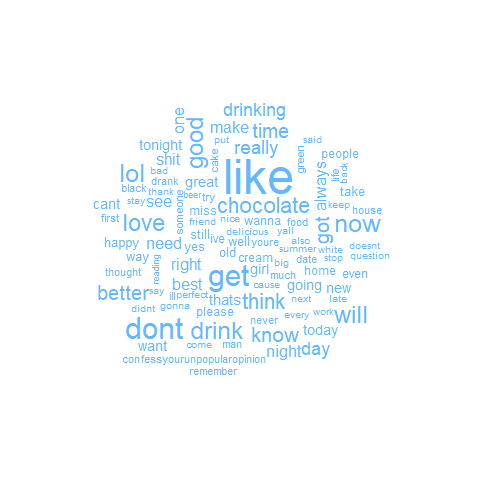 drinking
one
put
said
make
time
good
cake
green
tonight
really
people
shit
back
life
lol
bad
like
black
drank
great
always
take
thank
beer
try
cant
stay
see
someone
miss
chocolate
keep
house
first
love
friend
nice
wanna
food
got
now
still
ive
delicious
yall
happy
need
yes
well
youre
also
doesnt
old
summer
white
way
right
cream
date
stop
question
thought
reading
girl
big
get
much
home
even
better
say
best
cause
going
new
ill
perfect
thats
think
next
late
didnt
gonna
please
every
work
will
dont
drink
never
know
today
want
come
man
night
day
confessyourunpopularopinion
remember